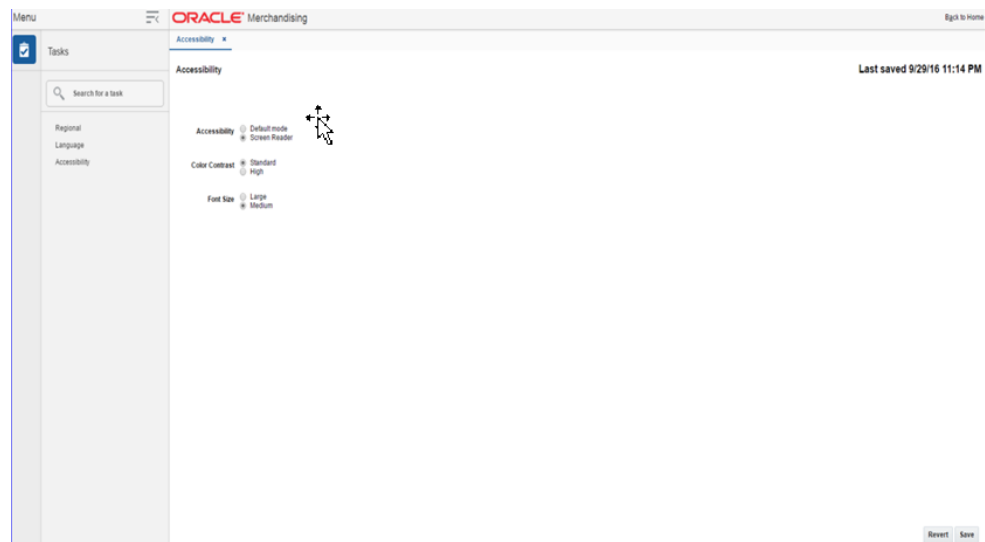 Menu
ORACLE Merchandising
Back to Home
Tasks
Search for a task
Regional
Language
Accessibility
Accessibility ×
Accessibility
Last saved 9/29/16 11:14 PM
Accessibility Default mode
Screen Reader
Color Contrast Standard
High
Font Size Large
Medium
Revert Save